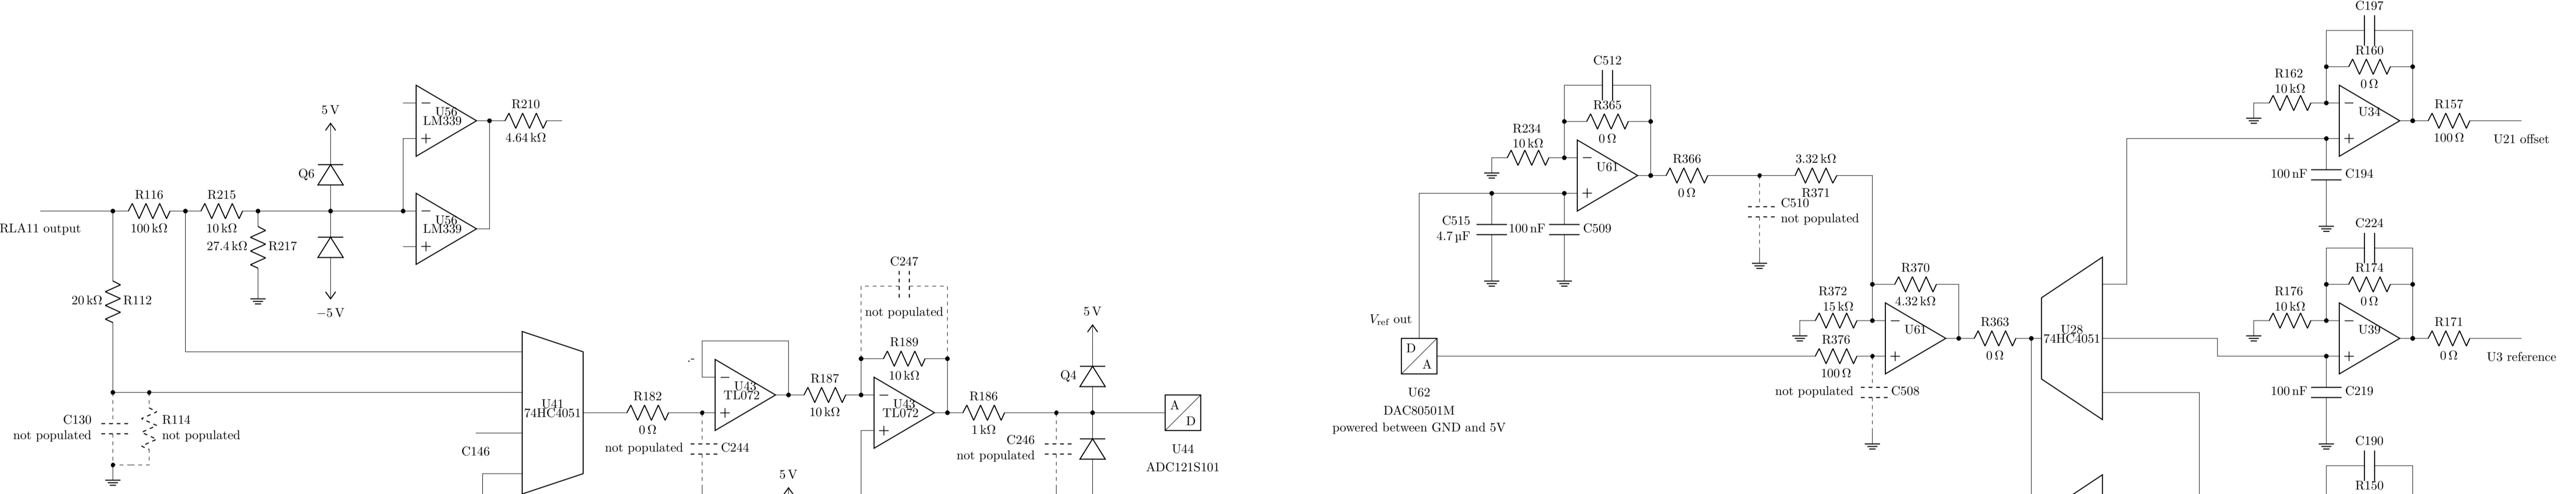 RLA11 output
R116
100 kΩ
R215
10 kΩ
27.4 kΩ
R217
20 kΩ
R112
C130
not populated
R114
not populated
5 V
Q6
−5 V
−
U56
LM339
+
R210
4.64 kΩ
−
U56
LM339
+
U41
74HC4051
C146
R182
0 Ω
not populated
C244
−
U43
TL072
+
5 V
R187
10 kΩ
C247
not populated
R189
10 kΩ
−
U43
TL072
+
R186
1 kΩ
C246
not populated
5 V
Q4
A
D
U44
ADC121S101
C512
R365
0 Ω
R234
10 kΩ
−
U61
+
C515
4.7 µF
100 nF
C509
R366
0 Ω
C510
not populated
3.32 kΩ
R371
Vref out
D
A
U62
DAC80501M
powered between GND and 5V
R372
15 kΩ
R376
100 Ω
not populated
C508
R370
4.32 kΩ
−
U61
+
R363
0 Ω
U28
74HC4051
C197
R160
0 Ω
R162
10 kΩ
−
U34
+
R157
100 Ω
U21 offset
100 nF
C194
C224
R174
0 Ω
R176
10 kΩ
−
U39
+
R171
0 Ω
U3 reference
100 nF
C219
C190
R150